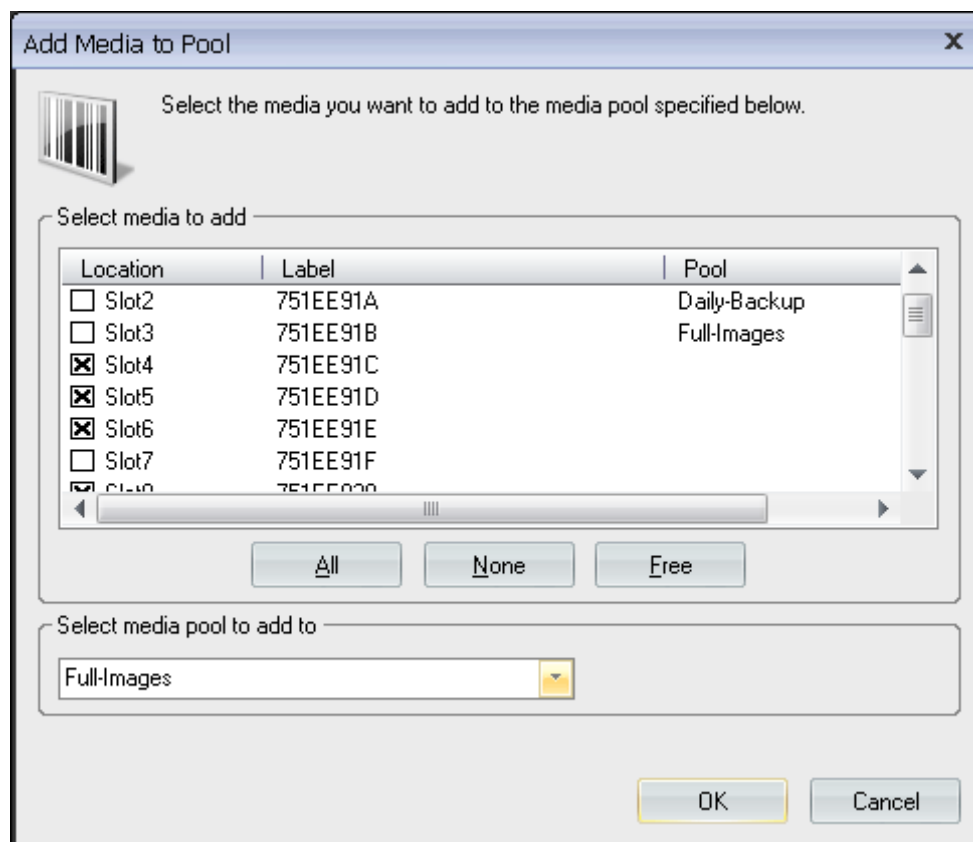 Add Media to Pool
Select the media you want to add to the media pool specified below.
Select media to add
Location Label Pool
Slot2 751EE91A Daily-Backup
Slot3 751EE91B Full-Images
Slot4 751EE91C
Slot5 751EE91D
Slot6 751EE91E
Slot7 751EE91F
All None Free
Select media pool to add to
Full-Images
OK Cancel